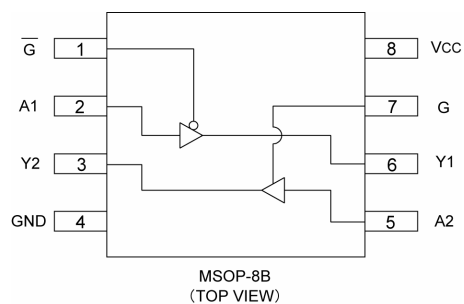 G̅ 1 8 VCC
A1 2 7 G
Y2 3 6 Y1
GND 4 5 A2
MSOP-8B
(TOP VIEW)